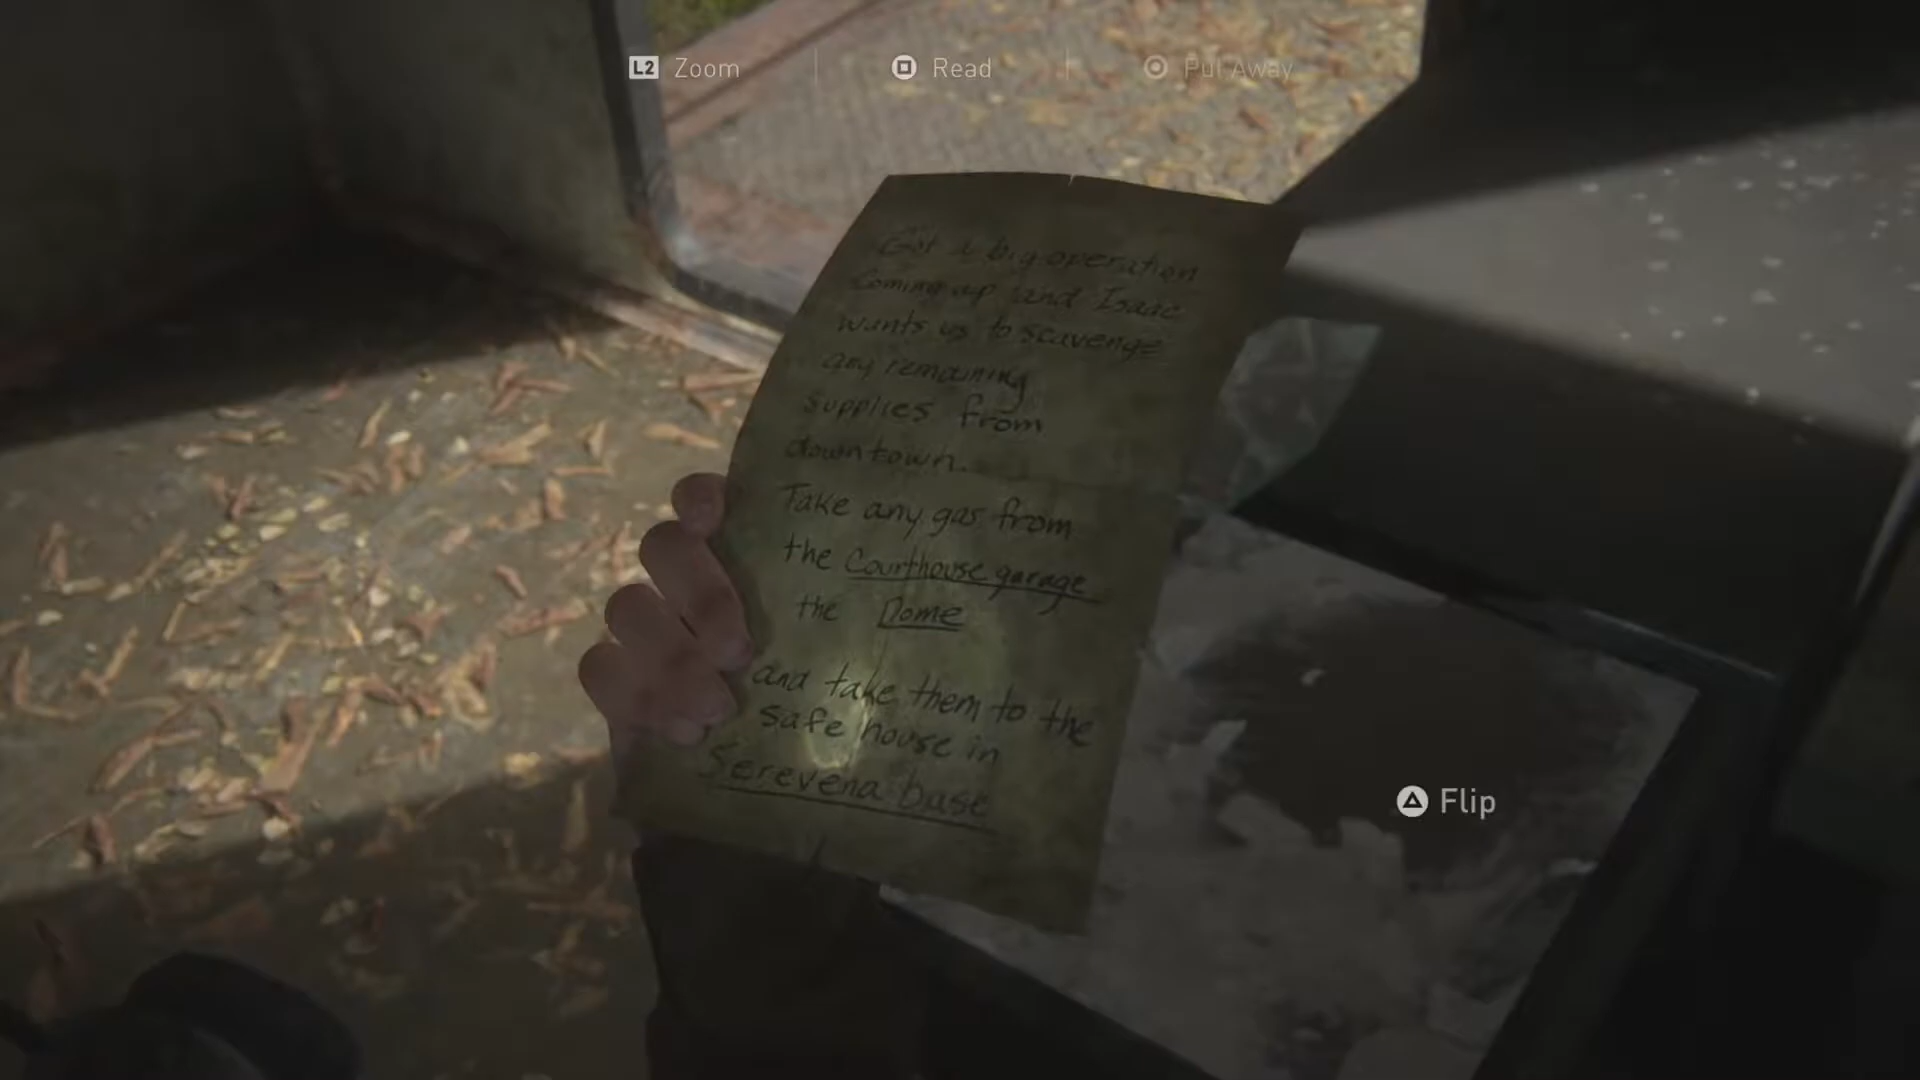 L2 Zoom
Read
Put Away
Got a big operation
Coming up and Isaac
wants us to scavenge
any remaining
supplies from
downtown.
Take any gas from
the Courthouse garage
the Dome
and take them to the
safe house in
Serevena base
Flip